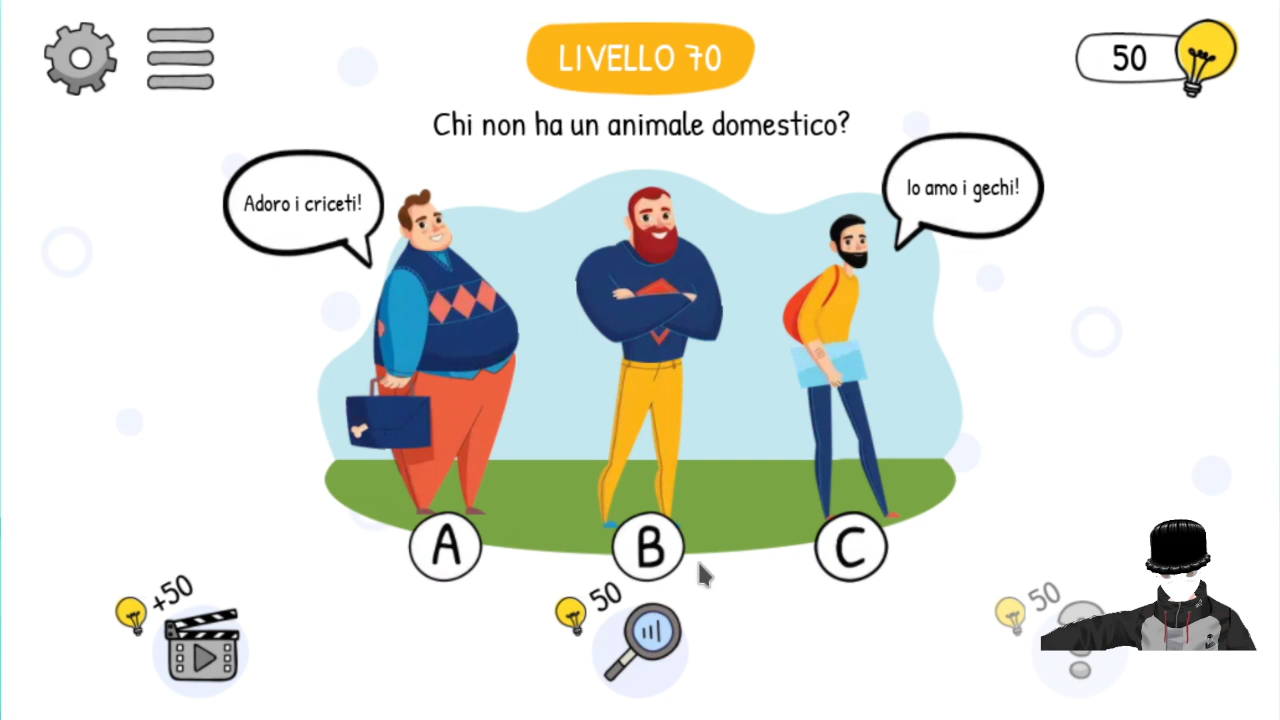 LIVELLO 70
50
Chi non ha un animale domestico?
Adoro i criceti!
Io amo i gechi!
A
B
C
+50
50
50